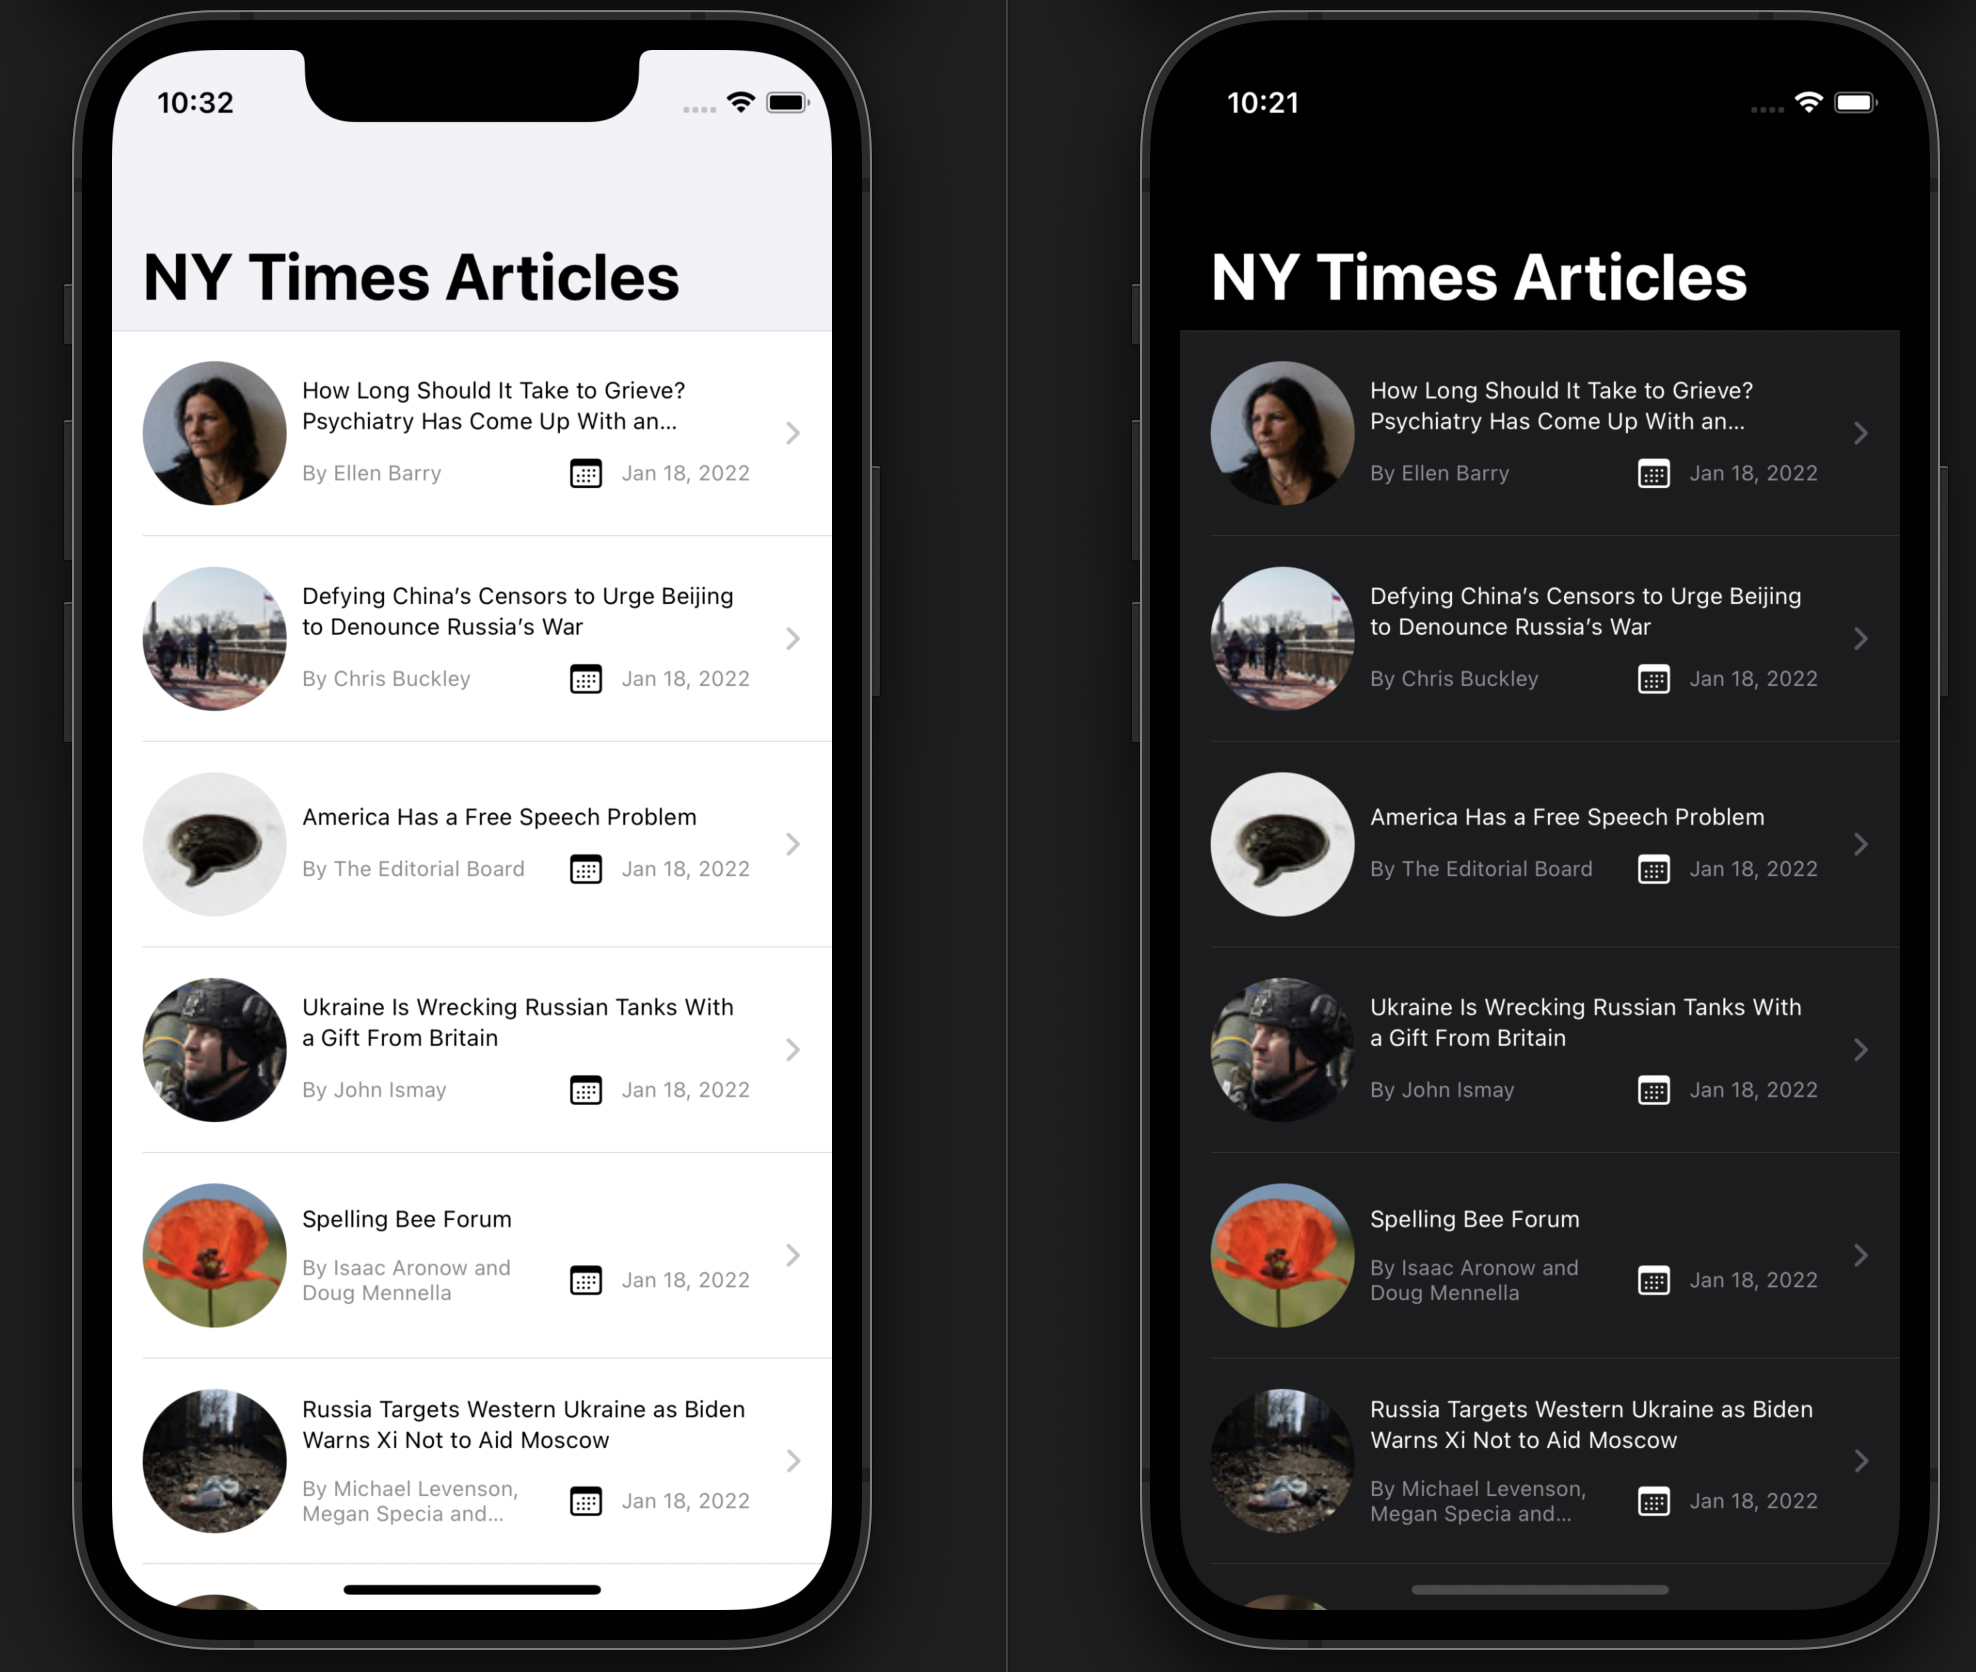 10:32
NY Times Articles
How Long Should It Take to Grieve?
Psychiatry Has Come Up With an...
By Ellen Barry
Jan 18, 2022
Defying China’s Censors to Urge Beijing
to Denounce Russia’s War
By Chris Buckley
Jan 18, 2022
America Has a Free Speech Problem
By The Editorial Board
Jan 18, 2022
Ukraine Is Wrecking Russian Tanks With
a Gift From Britain
By John Ismay
Jan 18, 2022
Spelling Bee Forum
By Isaac Aronow and
Doug Mennella
Jan 18, 2022
Russia Targets Western Ukraine as Biden
Warns Xi Not to Aid Moscow
By Michael Levenson,
Megan Specia and...
Jan 18, 2022
10:21
NY Times Articles
How Long Should It Take to Grieve?
Psychiatry Has Come Up With an...
By Ellen Barry
Jan 18, 2022
Defying China’s Censors to Urge Beijing
to Denounce Russia’s War
By Chris Buckley
Jan 18, 2022
America Has a Free Speech Problem
By The Editorial Board
Jan 18, 2022
Ukraine Is Wrecking Russian Tanks With
a Gift From Britain
By John Ismay
Jan 18, 2022
Spelling Bee Forum
By Isaac Aronow and
Doug Mennella
Jan 18, 2022
Russia Targets Western Ukraine as Biden
Warns Xi Not to Aid Moscow
By Michael Levenson,
Megan Specia and...
Jan 18, 2022